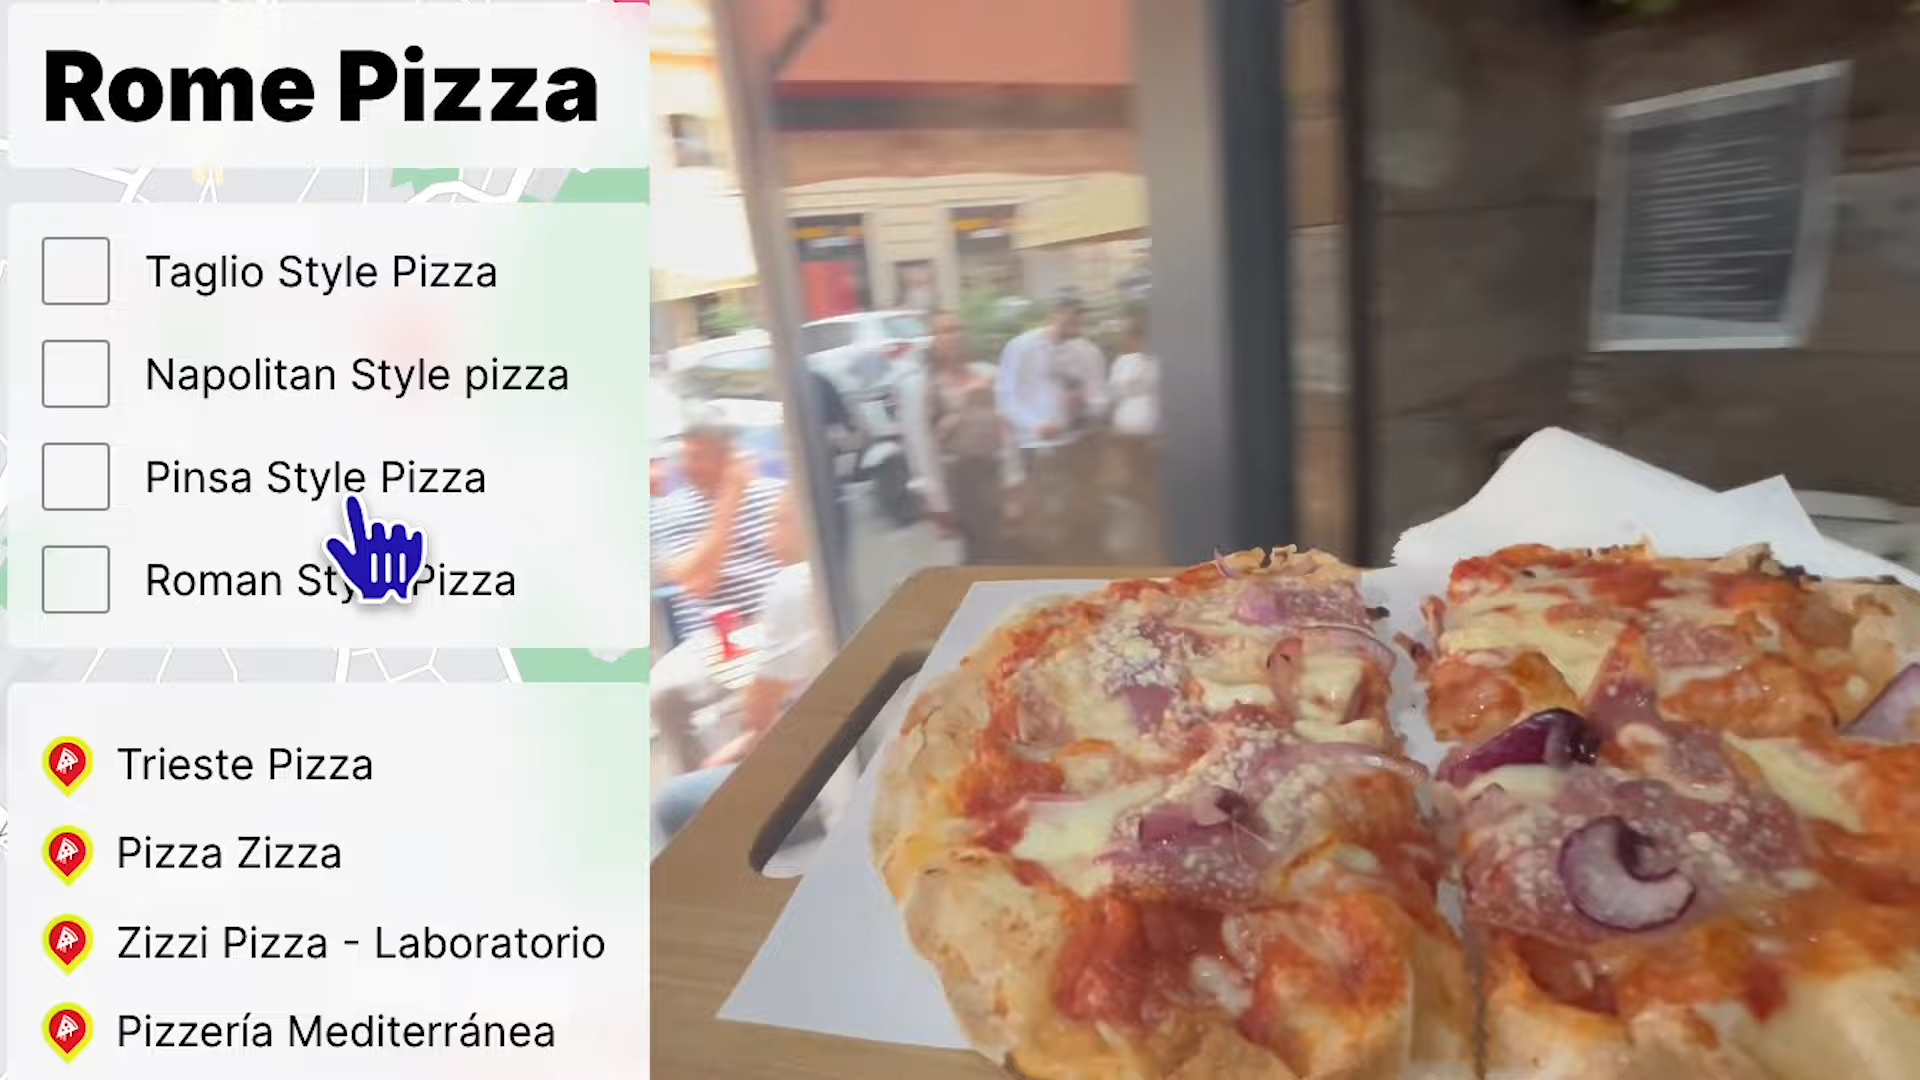 Rome Pizza
Taglio Style Pizza
Napolitan Style pizza
Pinsa Style Pizza
Roman Pizza
Trieste Pizza
Pizza Zizza
Zizzi Pizza - Laboratorio
Pizzería Mediterránea